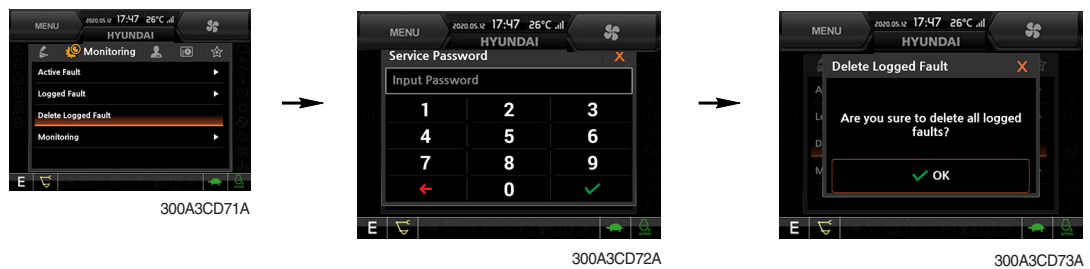 MENU
2020.05.12 17:47 26°C .ıl
HYUNDAI
Monitoring
Active Fault
Logged Fault
Delete Logged Fault
Monitoring
E
300A3CD71A
MENU
2020.05.12 17:47 26°C .ıl
HYUNDAI
Service Password X
Input Password
1 2 3
4 5 6
7 8 9
0
E
300A3CD72A
MENU
2020.05.12 17:47 26°C .ıl
HYUNDAI
Delete Logged Fault X
Are you sure to delete all logged
faults?
OK
E
300A3CD73A